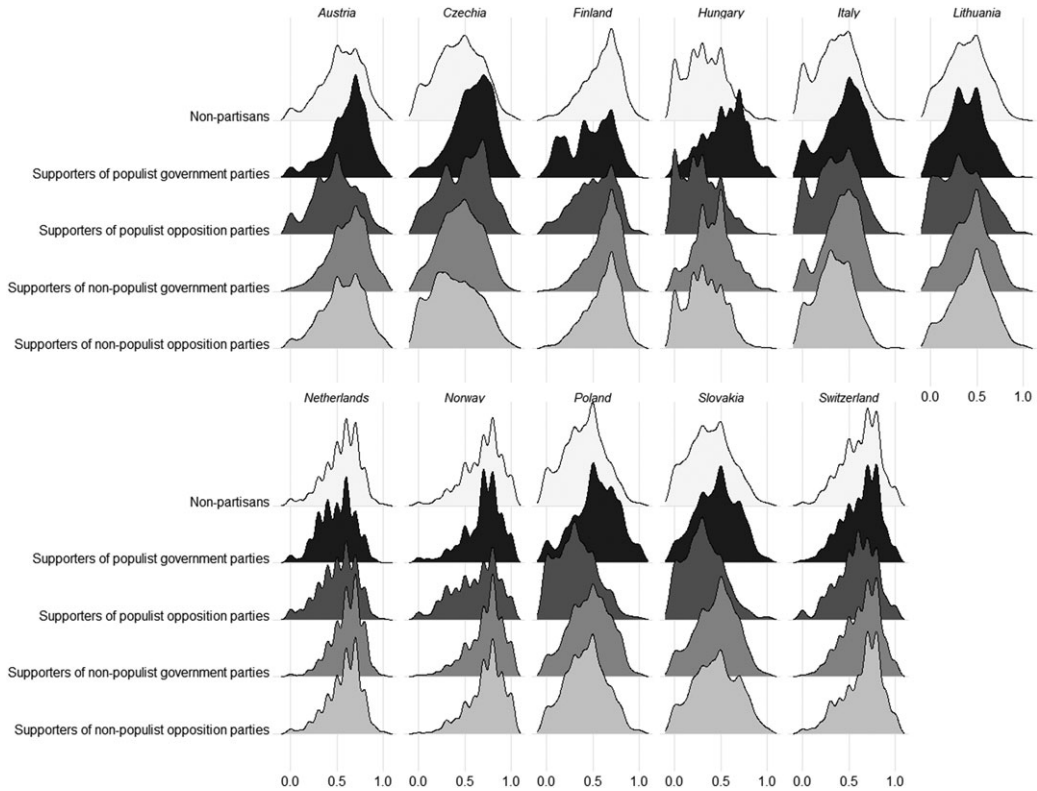 Austria Czechia Finland Hungary Italy Lithuania
Non-partisans
Supporters of populist government parties
Supporters of populist opposition parties
Supporters of non-populist government parties
Supporters of non-populist opposition parties
0.0 0.5 1.0
Netherlands Norway Poland Slovakia Switzerland
Non-partisans
Supporters of populist government parties
Supporters of populist opposition parties
Supporters of non-populist government parties
Supporters of non-populist opposition parties
0.0 0.5 1.0 0.0 0.5 1.0 0.0 0.5 1.0 0.0 0.5 1.0 0.0 0.5 1.0